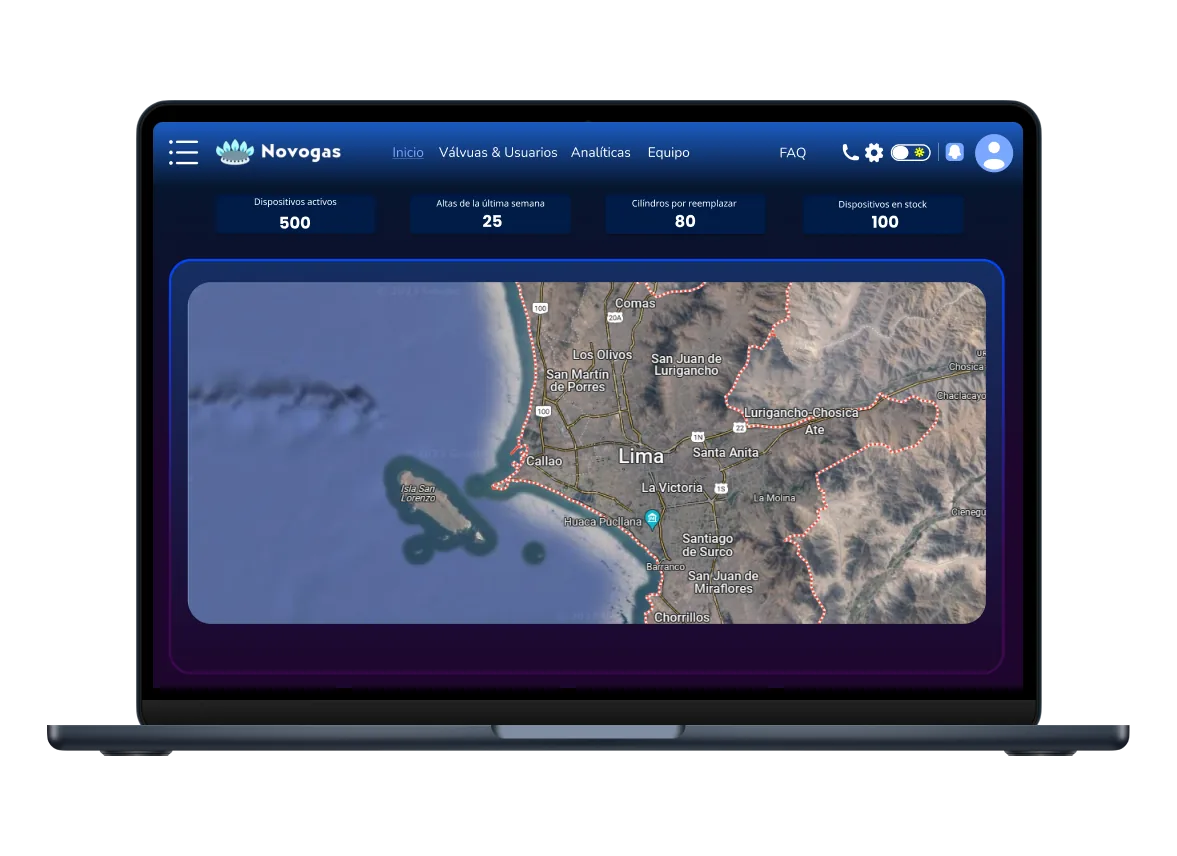 Novogas
Inicio
Válvuas & Usuarios
Analíticas
Equipo
FAQ
Dispositivos activos
500
Altas de la última semana
25
Cilíndros por reemplazar
80
Dispositivos en stock
100
Comas
100
20A
Los Olivos
San Juan de
Lurigancho
San Martín
de Porres
UR
Chosica
Chaclacayo
100
Lurigancho-Chosica
22
Ate
1N
Santa Anita
Lima
Callao
La Victoria
1S
Isla San
Lorenzo
La Molina
Cienegu
Huaca Pucllana
Santiago
de Surco
Barranco
San Juan de
Miraflores
Chorrillos